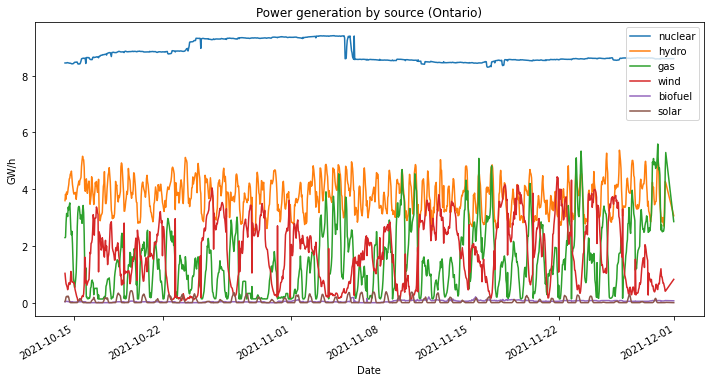 Power generation by source (Ontario)
nuclear
hydro
gas
wind
biofuel
solar
8
6
4
2
0
GW/h
2021-10-15
2021-10-22
2021-11-01
2021-11-08
2021-11-15
2021-11-22
2021-12-01
Date